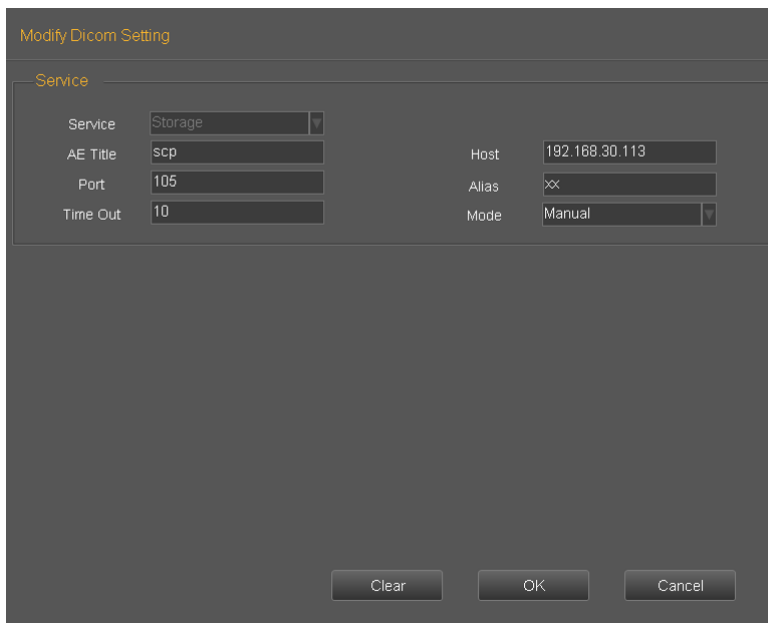 Modify Dicom Setting
Service
Service Storage
AE Title scp Host 192.168.30.113
Port 105 Alias xx
Time Out 10 Mode Manual
Clear OK Cancel